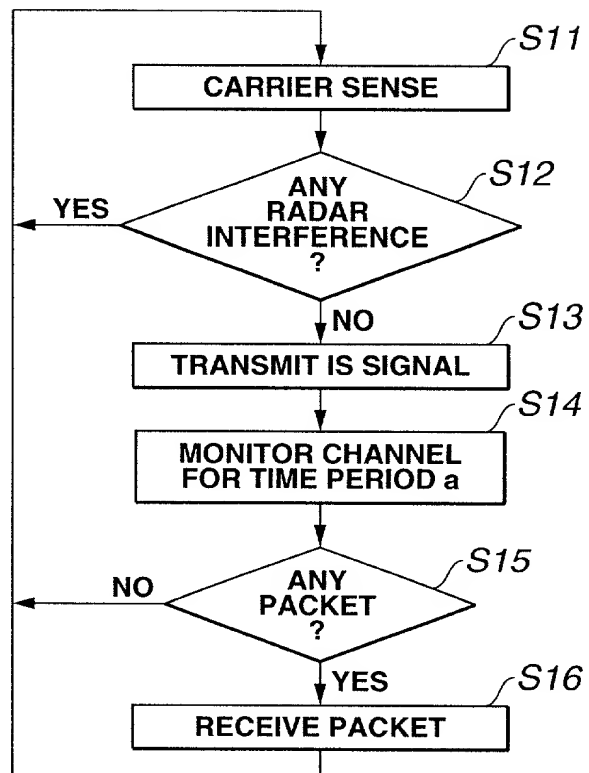 S11
CARRIER SENSE
S12
ANY
RADAR
INTERFERENCE
?
YES
NO
S13
TRANSMIT IS SIGNAL
S14
MONITOR CHANNEL
FOR TIME PERIOD a
S15
ANY
PACKET
?
NO
YES
S16
RECEIVE PACKET